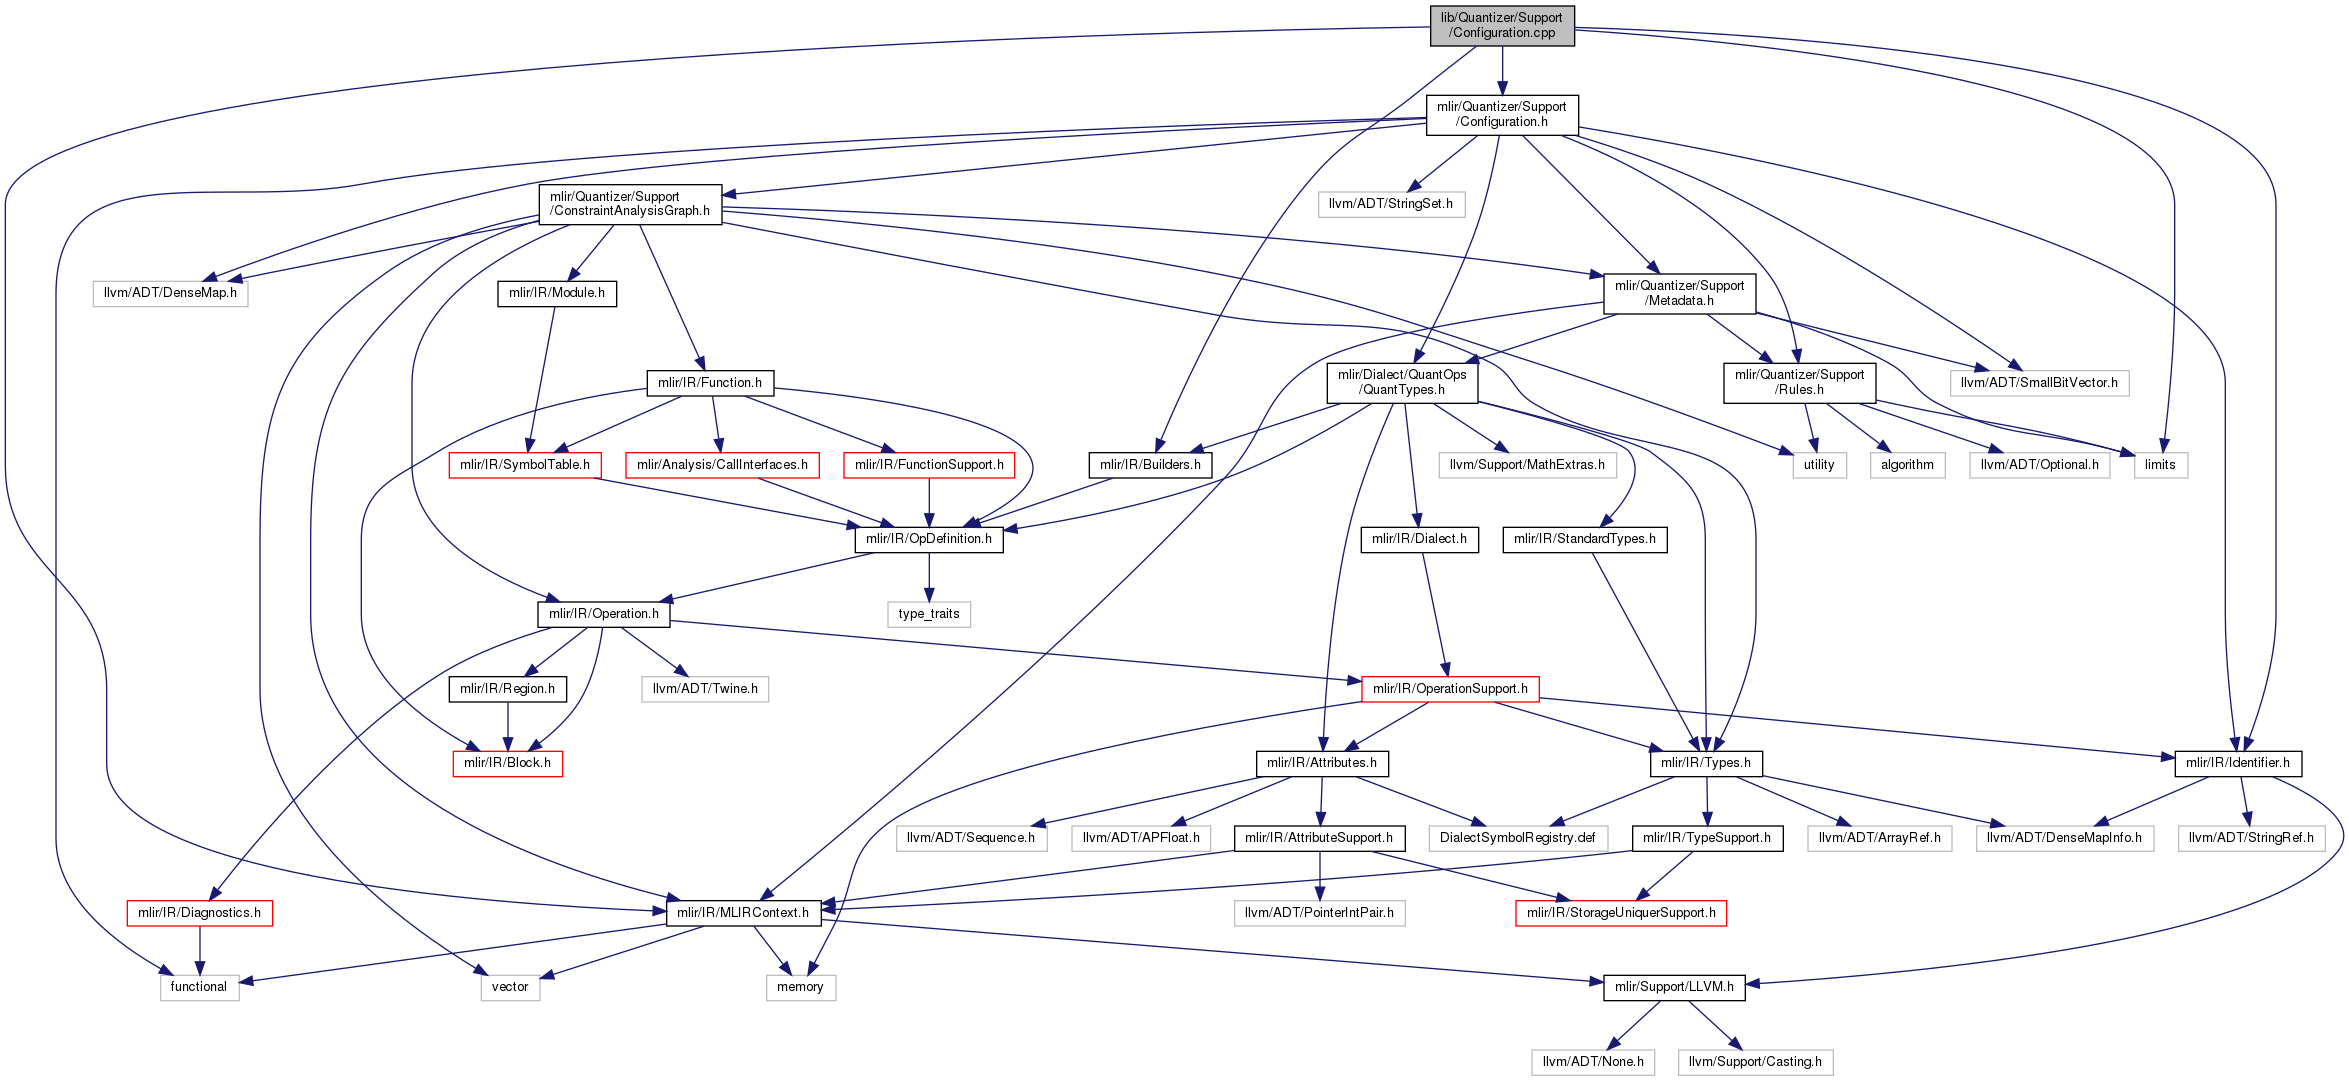 lib/Quantizer/Support
/Configuration.cpp
mlir/Quantizer/Support
/Configuration.h
mlir/Quantizer/Support
/ConstraintAnalysisGraph.h
llvm/ADT/StringSet.h
llvm/ADT/DenseMap.h
mlir/IR/Module.h
mlir/Quantizer/Support
/Metadata.h
mlir/IR/Function.h
mlir/Dialect/QuantOps
/QuantTypes.h
mlir/Quantizer/Support
/Rules.h
llvm/ADT/SmallBitVector.h
mlir/IR/SymbolTable.h
mlir/Analysis/CallInterfaces.h
mlir/IR/FunctionSupport.h
mlir/IR/Builders.h
llvm/Support/MathExtras.h
utility
algorithm
llvm/ADT/Optional.h
limits
mlir/IR/OpDefinition.h
mlir/IR/Dialect.h
mlir/IR/StandardTypes.h
mlir/IR/Operation.h
type_traits
mlir/IR/Region.h
llvm/ADT/Twine.h
mlir/IR/OperationSupport.h
mlir/IR/Block.h
mlir/IR/Attributes.h
mlir/IR/Types.h
mlir/IR/Identifier.h
llvm/ADT/Sequence.h
llvm/ADT/APFloat.h
mlir/IR/AttributeSupport.h
DialectSymbolRegistry.def
mlir/IR/TypeSupport.h
llvm/ADT/ArrayRef.h
llvm/ADT/DenseMapInfo.h
llvm/ADT/StringRef.h
mlir/IR/Diagnostics.h
mlir/IR/MLIRContext.h
llvm/ADT/PointerIntPair.h
mlir/IR/StorageUniquerSupport.h
functional
vector
memory
mlir/Support/LLVM.h
llvm/ADT/None.h
llvm/Support/Casting.h